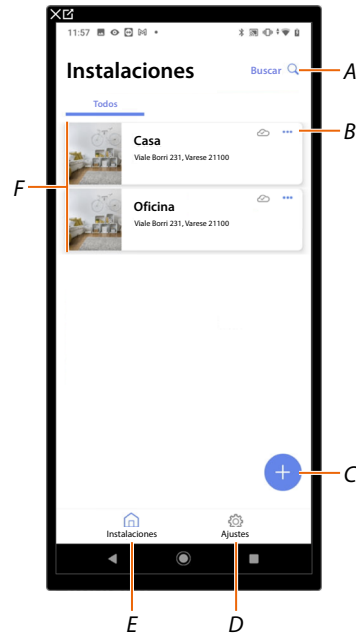 11:57
Instalaciones
Buscar
A
Todos
B
Casa
Viale Borri 231, Varese 21100
F
Oficina
Viale Borri 231, Varese 21100
C
Instalaciones
Ajustes
E
D